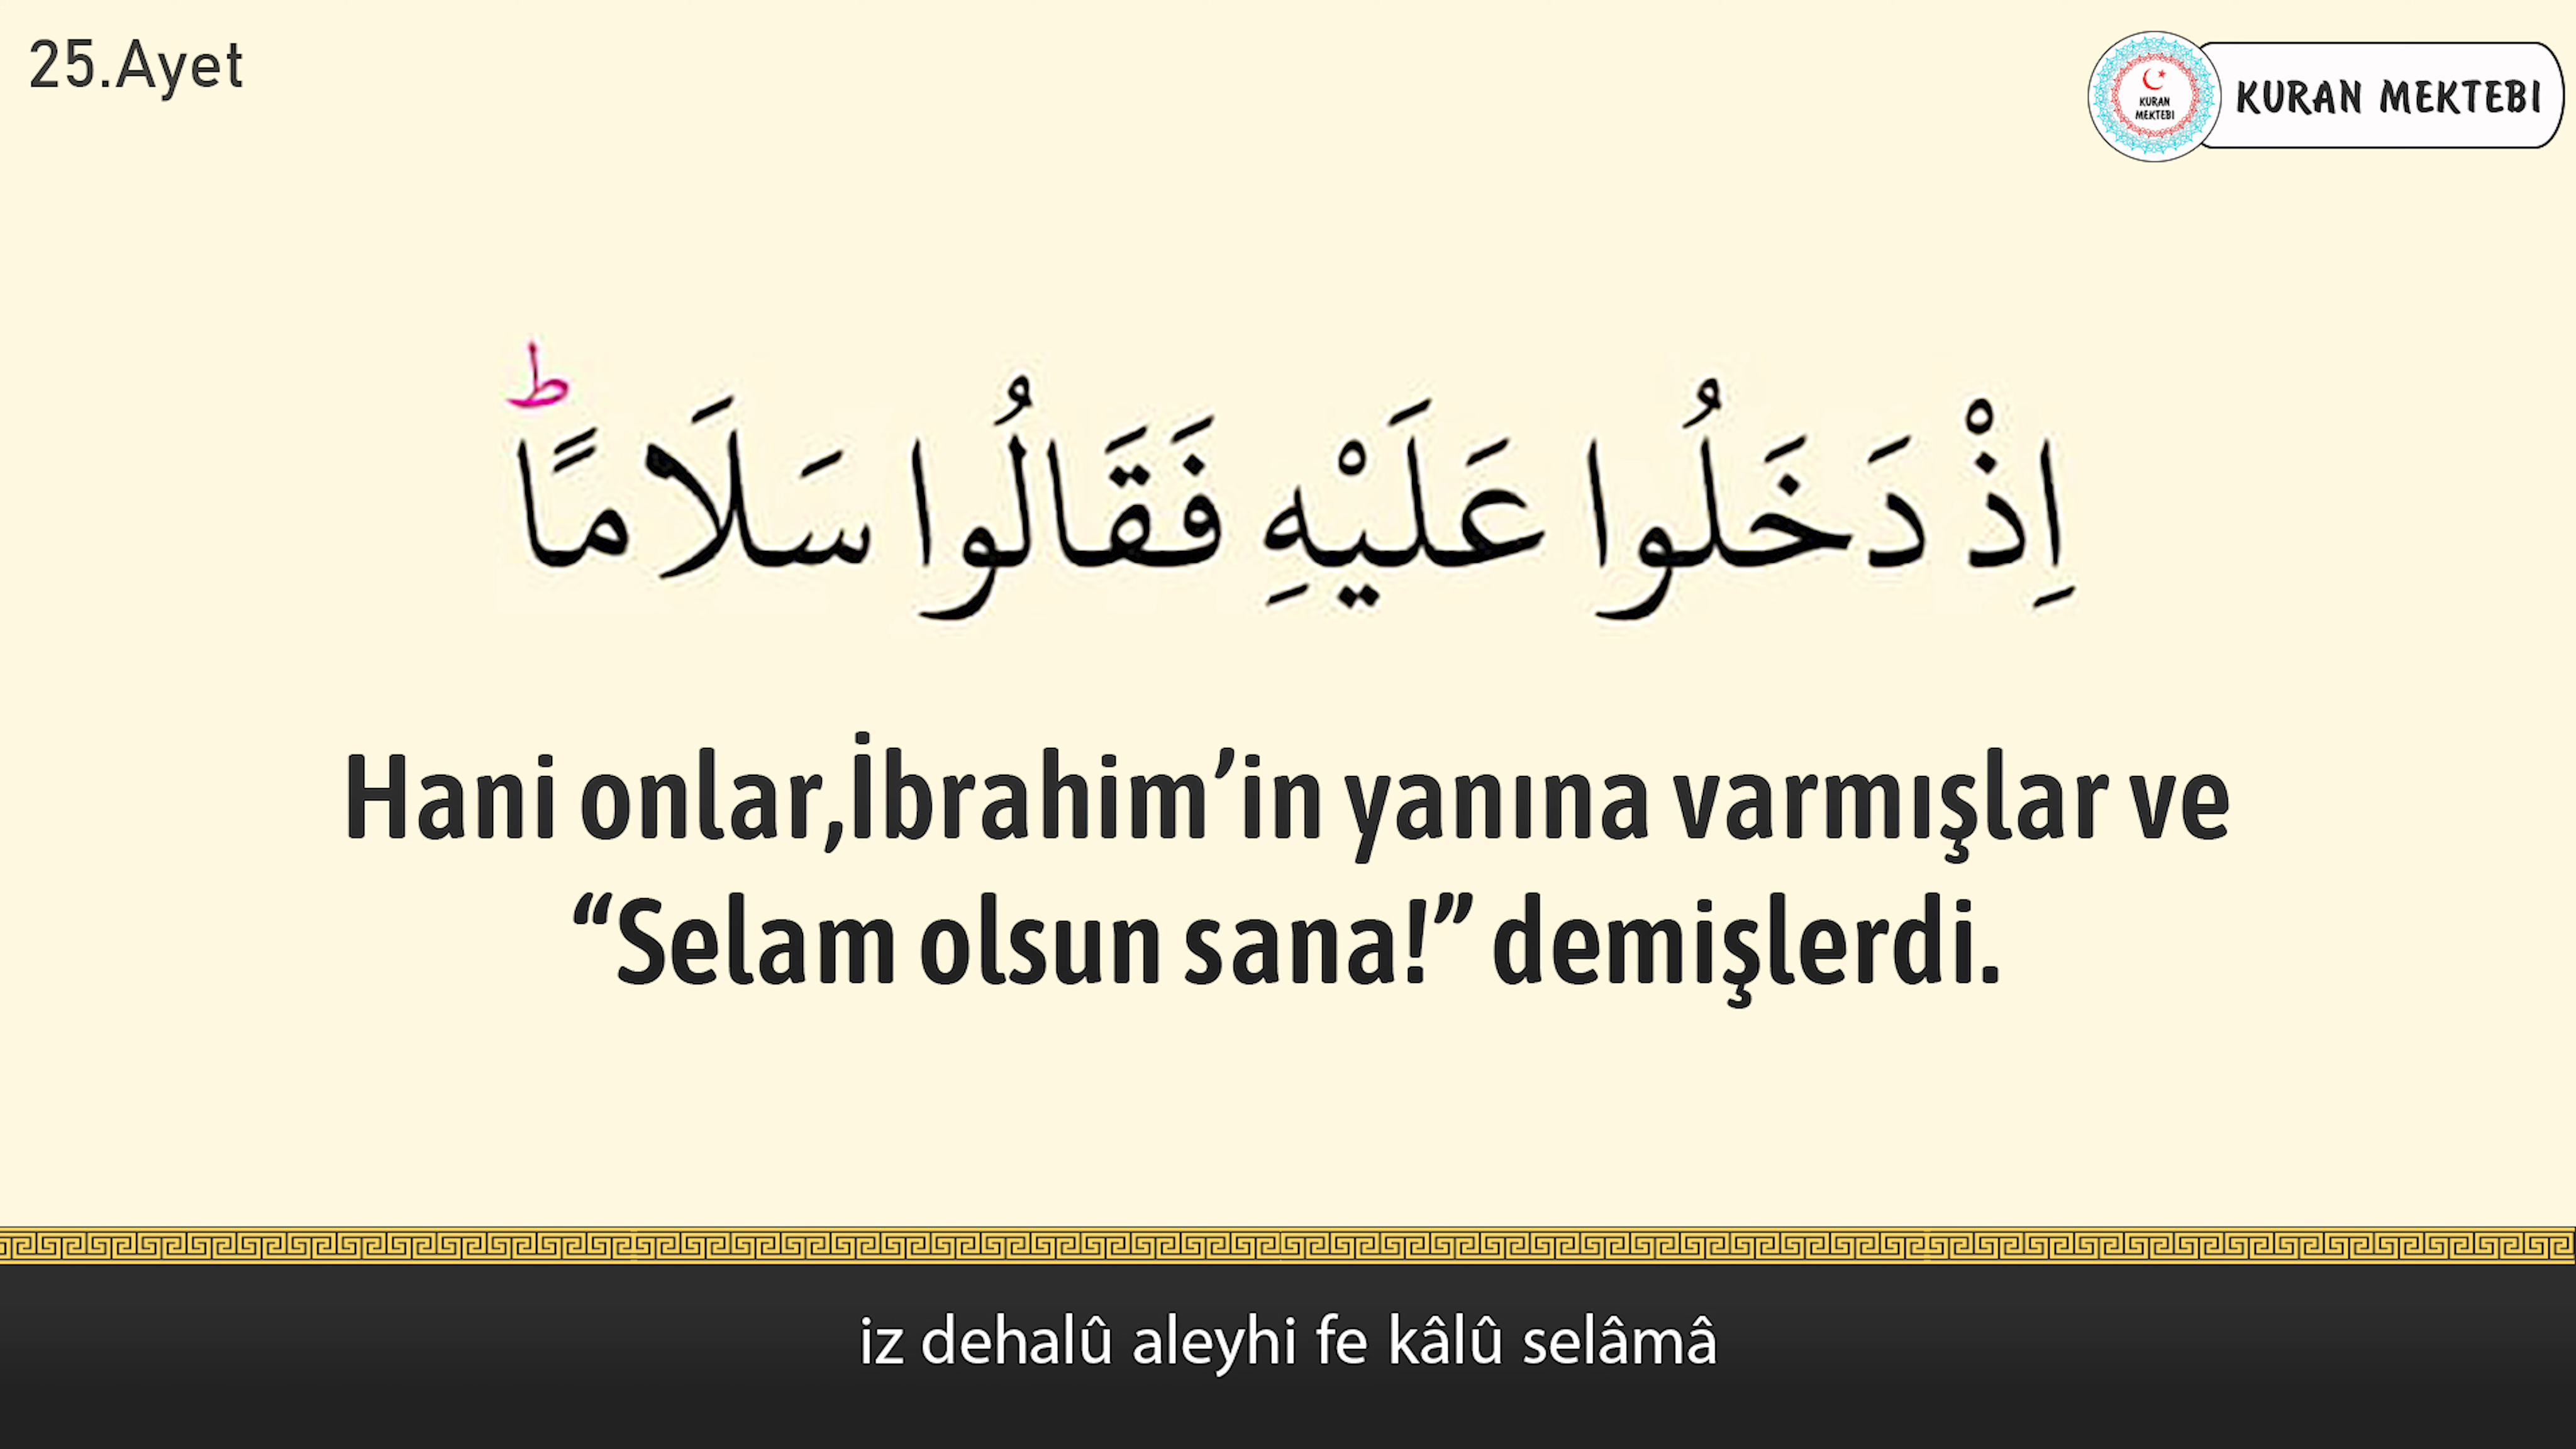 25.Ayet
KURAN
MEKTEBI
KURAN MEKTEBI
اِذْ دَخَلُوا عَلَيْهِ فَقَالُوا سَلَامًاۜ
Hani onlar,İbrahim’in yanına varmışlar ve
“Selam olsun sana!” demişlerdi.
iz dehalû aleyhi fe kâlû selâmâ